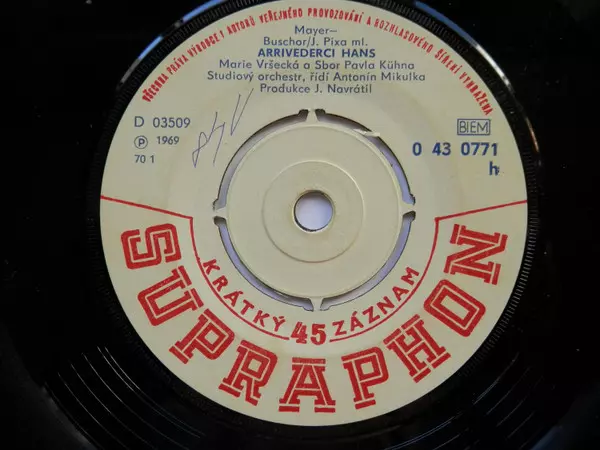 VŠECHNA PRÁVA VÝROBCE I AUTORŮ VEŘEJNÉHO PROVOZOVÁNÍ A ROZHLASOVÉHO ŠÍŘENÍ VYHRAŽENA
Mayer–
Buschor/J. Pixa ml.
ARRIVEDERCI HANS
Marie Vršecká a Sbor Pavla Kühna
Studiový orchestr, řídí Antonín Mikulka
Produkce J. Navrátil
D 03509
Ⓟ 1969
70 1
BIEM
0 43 0771
h
KRÁTKÝ 45 ZÁZNAM
SUPRAPHON